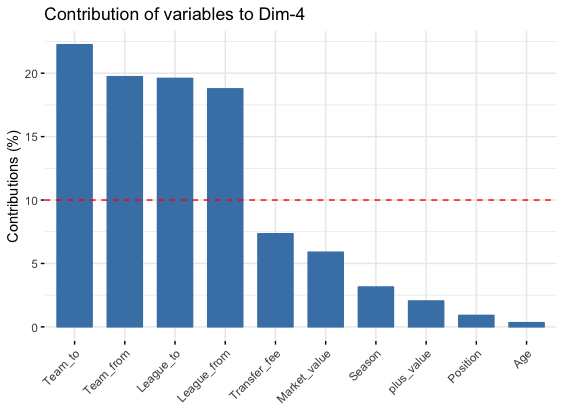 Contribution of variables to Dim-4
Contributions (%)
20
15
10
5
0
Team_to
Team_from
League_to
League_from
Transfer_fee
Market_value
Season
plus_value
Position
Age